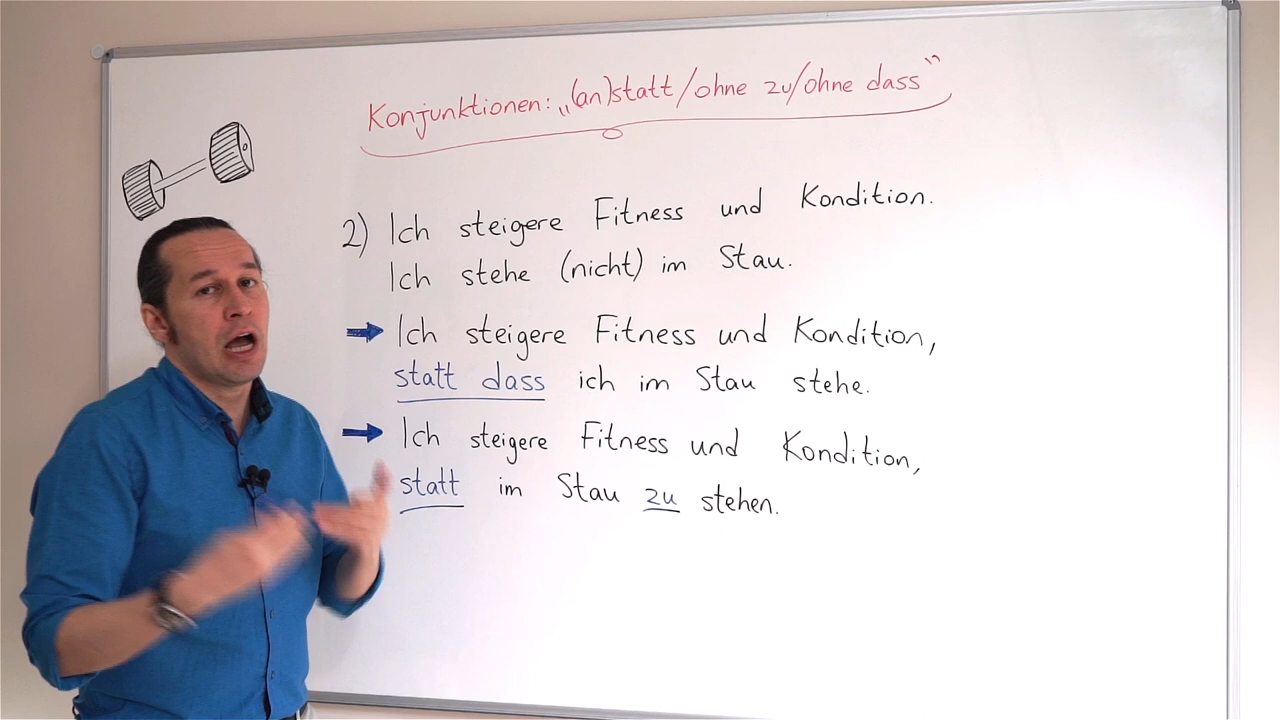 Konjunktionen: „(an)statt/ohne zu/ohne dass“
2) Ich steigere Fitness und Kondition.
Ich stehe (nicht) im Stau.
Ich steigere Fitness und Kondition,
statt dass ich im Stau stehe.
Ich steigere Fitness und Kondition,
statt im Stau zu stehen.